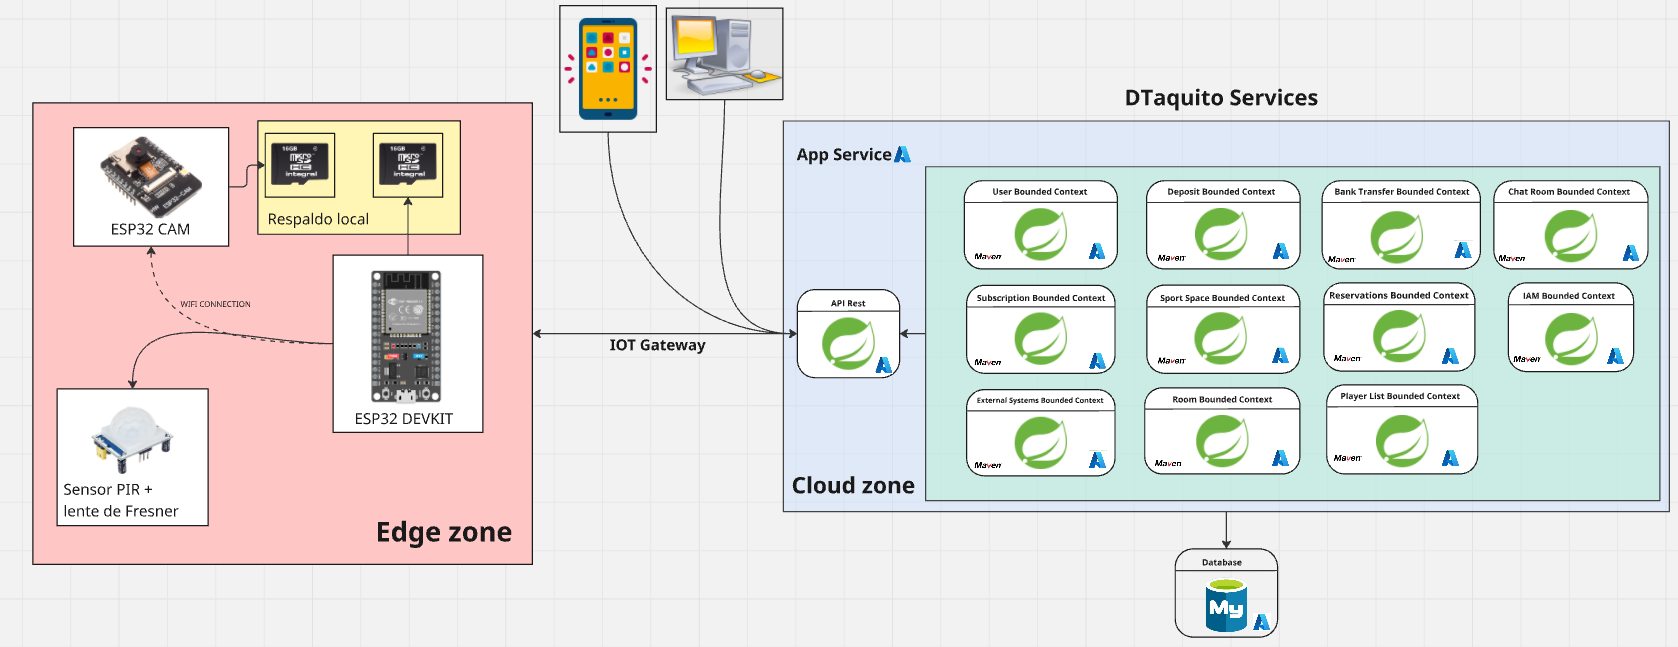 DTaquito Services
App Service
User Bounded Context
Maven
Deposit Bounded Context
Maven
Bank Transfer Bounded Context
Maven
Chat Room Bounded Context
Maven
Subscription Bounded Context
Maven
Sport Space Bounded Context
Maven
Reservations Bounded Context
Maven
IAM Bounded Context
Maven
External Systems Bounded Context
Maven
Room Bounded Context
Maven
Player List Bounded Context
Maven
API Rest
Cloud zone
Database
My
IOT Gateway
16GB
micro
HC
integral
16GB
micro
HC
integral
Respaldo local
ESP32 CAM
WIFI CONNECTION
ESP32 DEVKIT
Sensor PIR +
lente de Fresner
Edge zone